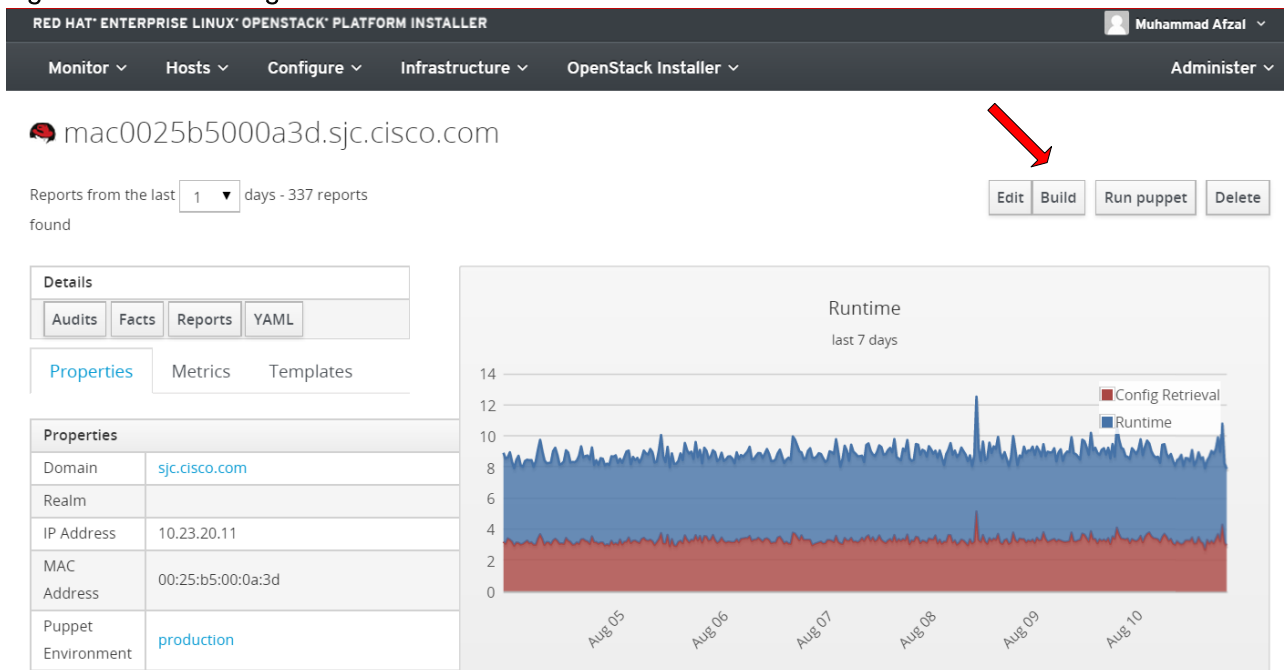 RED HAT® ENTERPRISE LINUX® OPENSTACK® PLATFORM INSTALLER
Muhammad Afzal
Monitor Hosts Configure Infrastructure OpenStack Installer Administer
mac0025b5000a3d.sjc.cisco.com
Reports from the last 1 days - 337 reports
found
Edit Build Run puppet Delete
Details
Audits Facts Reports YAML
Properties Metrics Templates
Properties
Domain sjc.cisco.com
Realm
IP Address 10.23.20.11
MAC
Address 00:25:b5:00:0a:3d
Puppet
Environment production
Runtime
last 7 days
Config Retrieval
Runtime
14
12
10
8
6
4
2
0
Aug 05 Aug 06 Aug 07 Aug 08 Aug 09 Aug 10